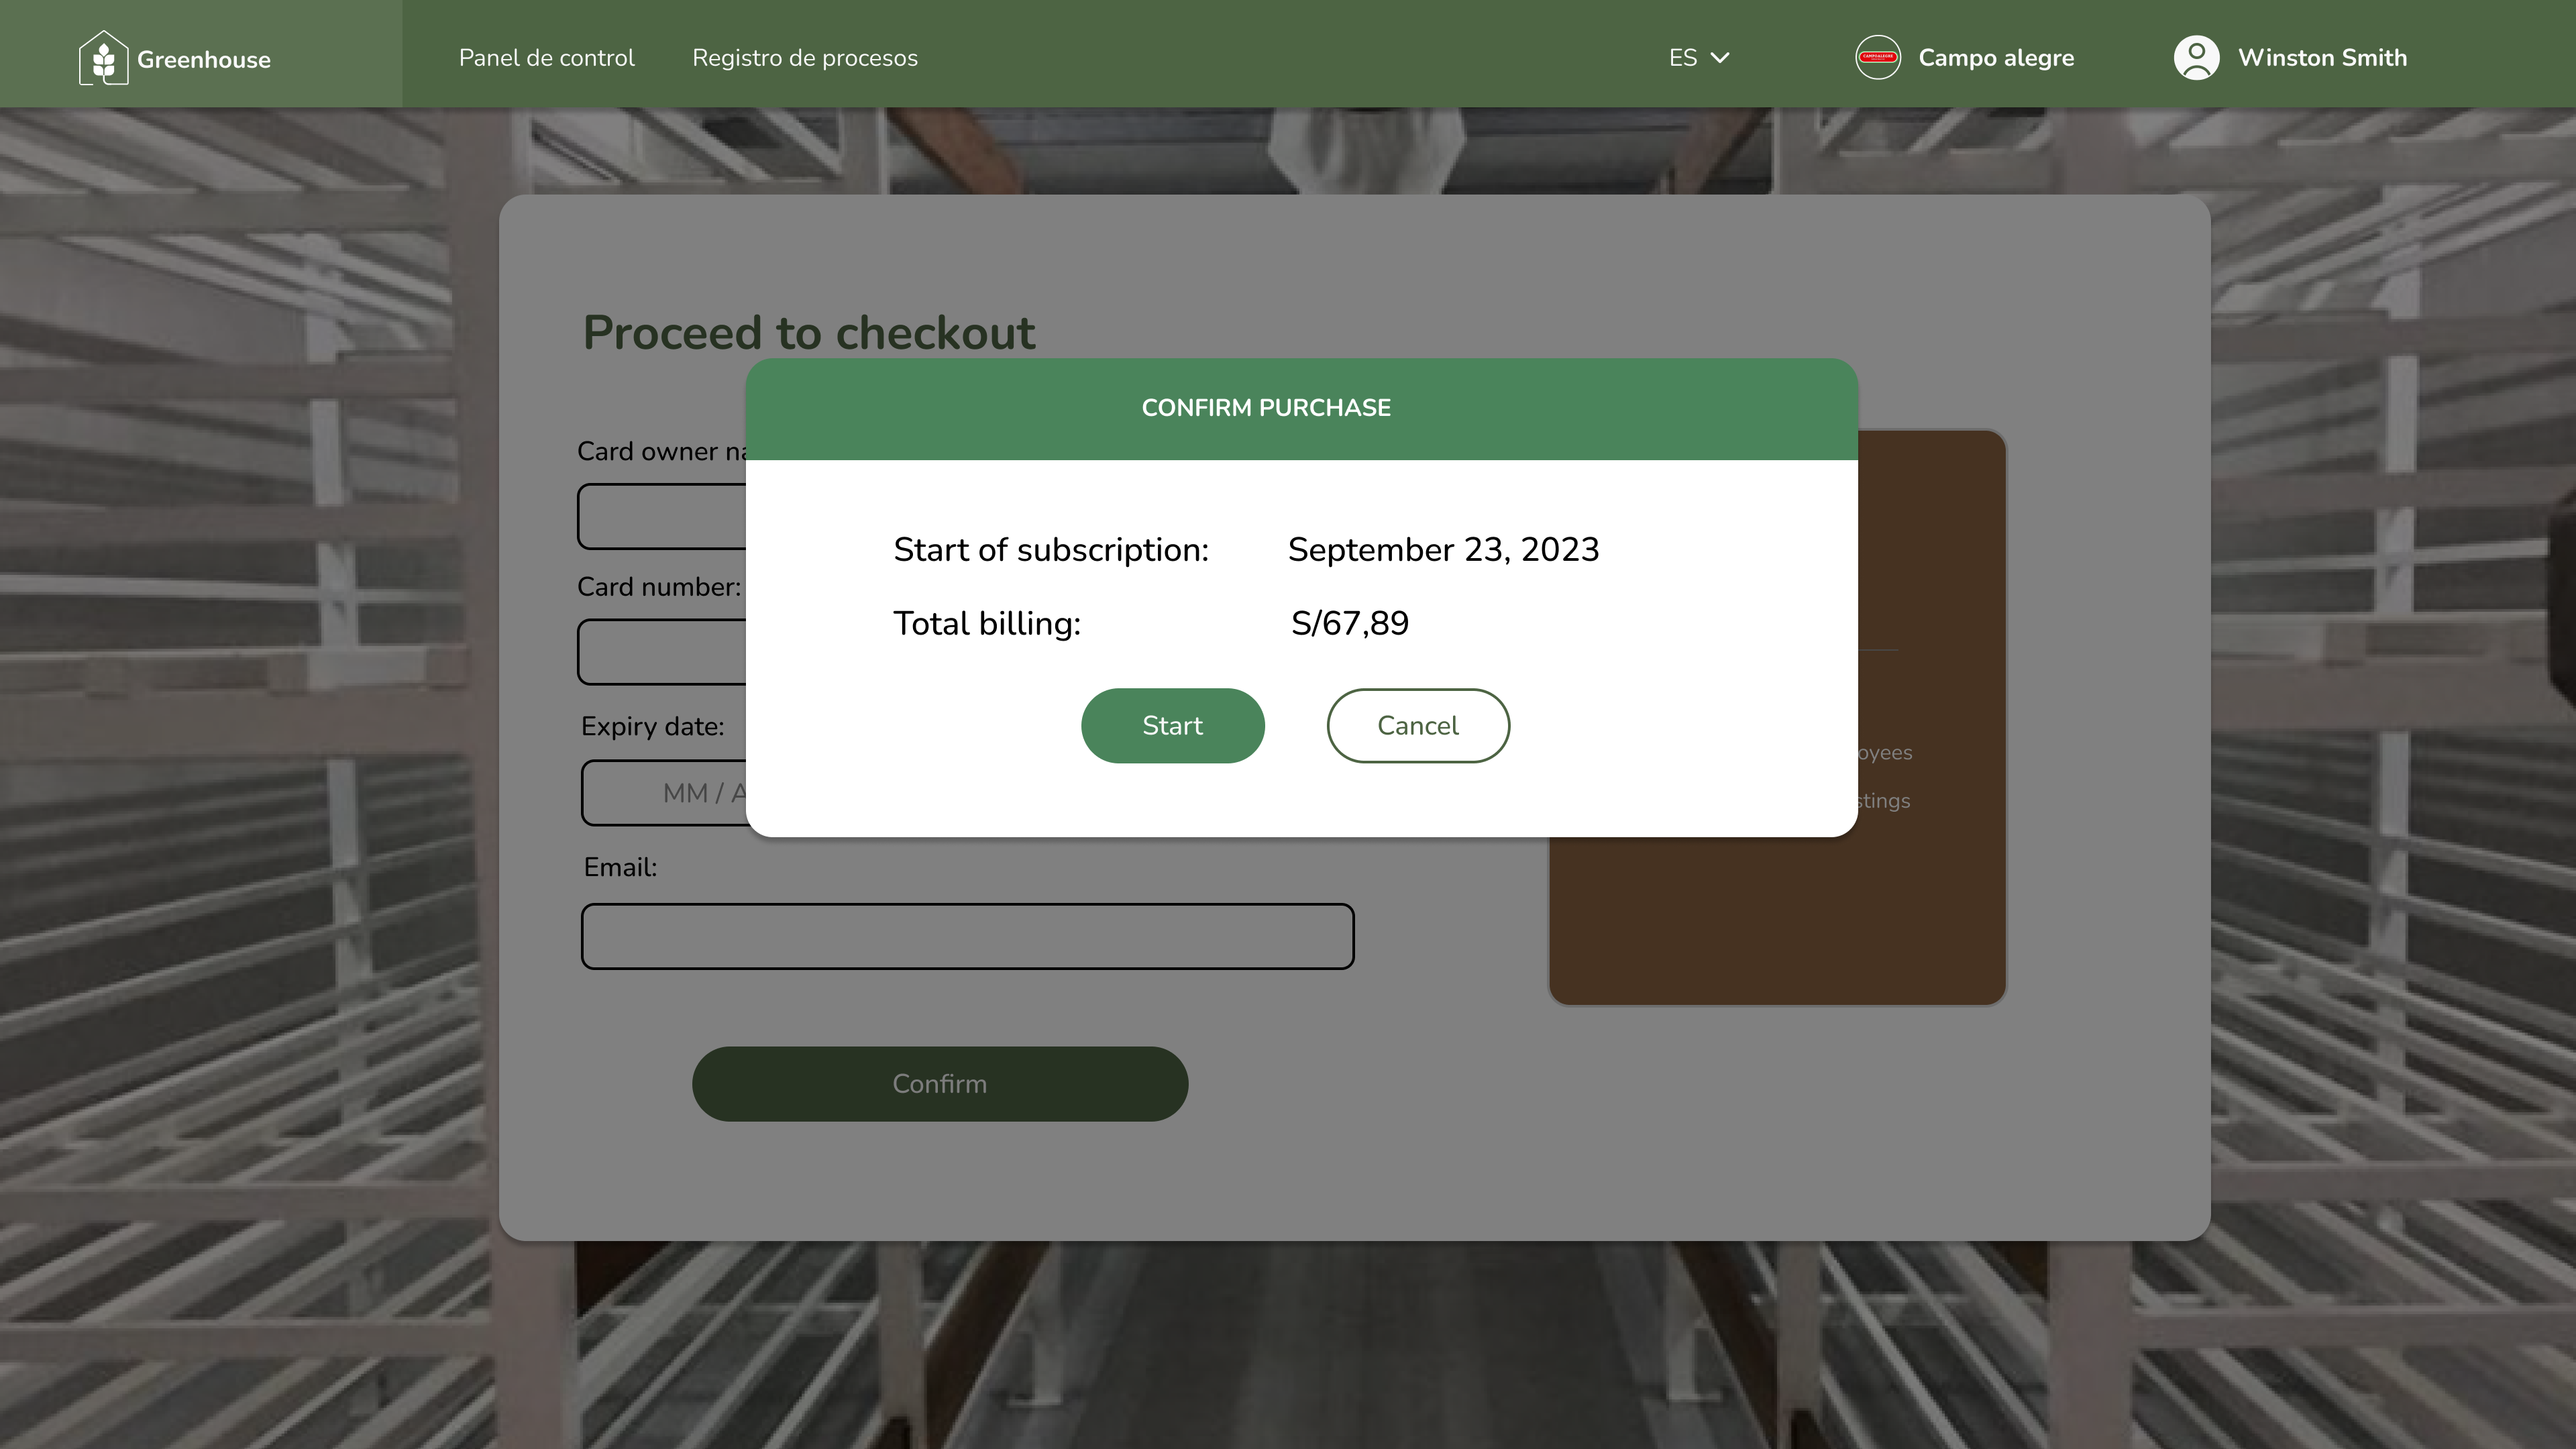 Greenhouse
Panel de control
Registro de procesos
ES
CAMPOALEGRE
Campo alegre
Winston Smith
Proceed to checkout
CONFIRM PURCHASE
Card owner na
Start of subscription: September 23, 2023
Card number:
Total billing: S/67,89
Expiry date:
Start
Cancel
oyees
MM / A
stings
Email:
Confirm